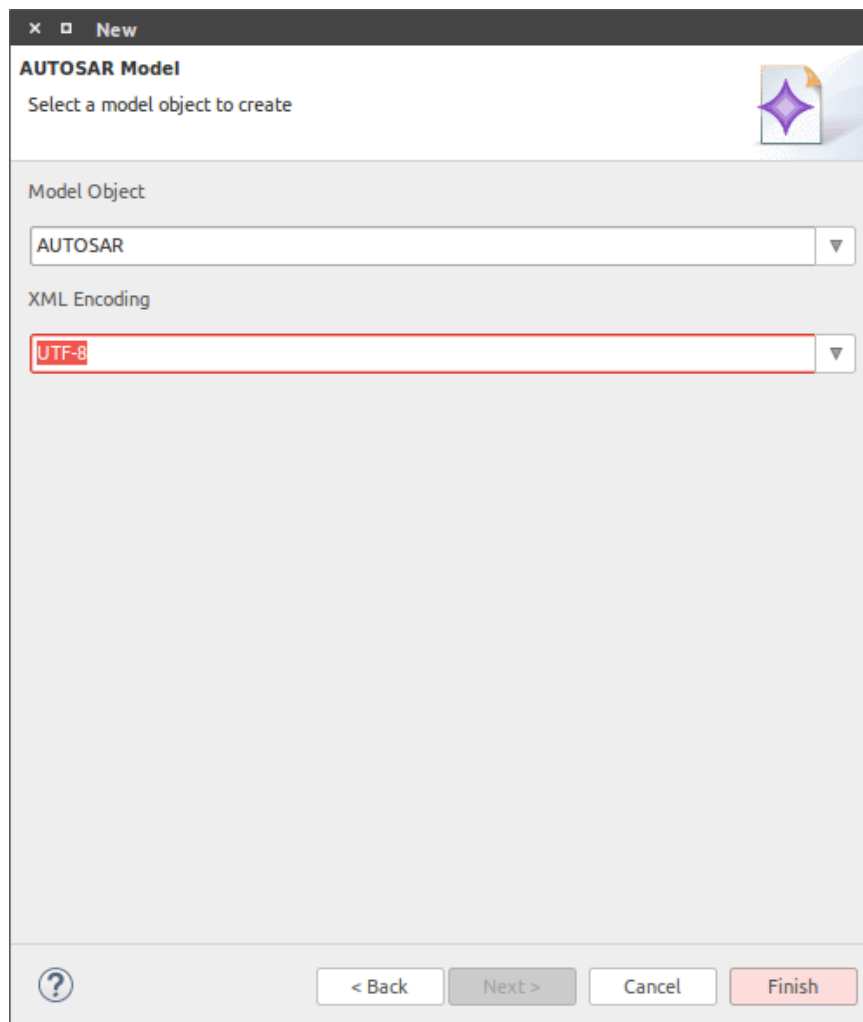 New
AUTOSAR Model
Select a model object to create
Model Object
AUTOSAR
XML Encoding
UTF-8
? < Back Next > Cancel Finish